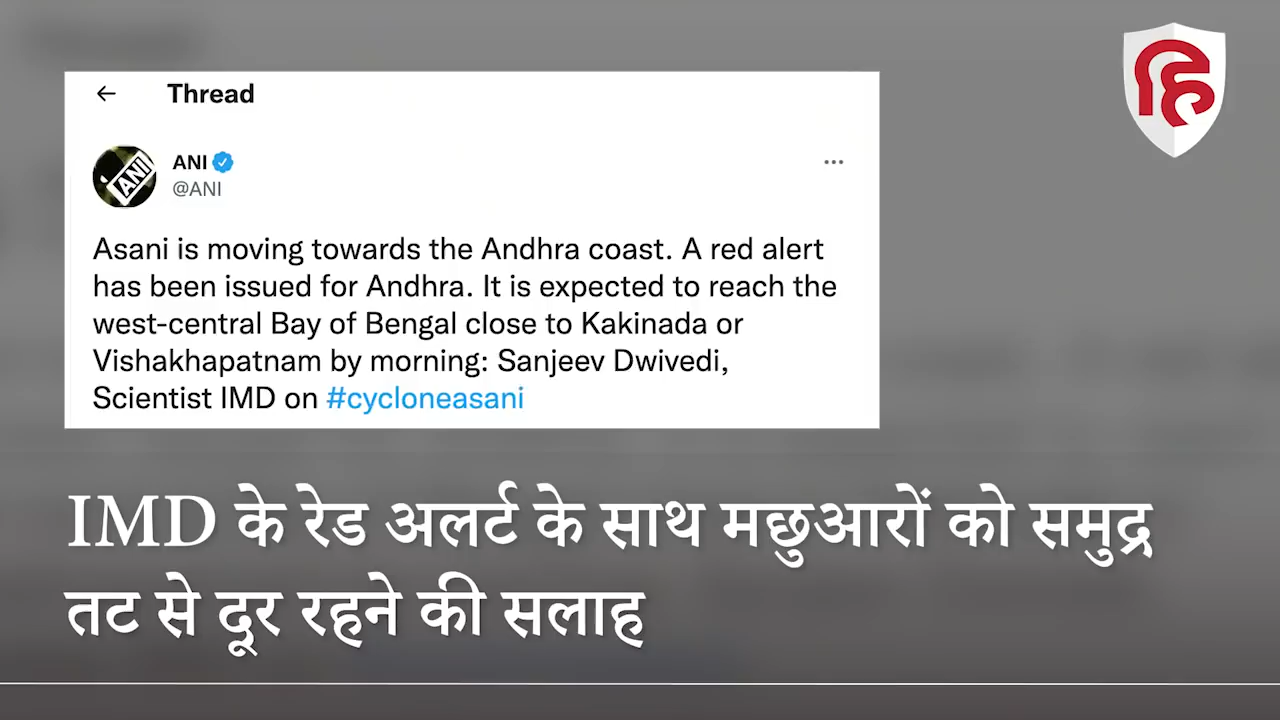 Thread
ANI
@ANI
ANI
Asani is moving towards the Andhra coast. A red alert
has been issued for Andhra. It is expected to reach the
west-central Bay of Bengal close to Kakinada or
Vishakhapatnam by morning: Sanjeev Dwivedi,
Scientist IMD on #cycloneasani
IMD के रेड अलर्ट के साथ मछुआरों को समुद्र
तट से दूर रहने की सलाह
हि